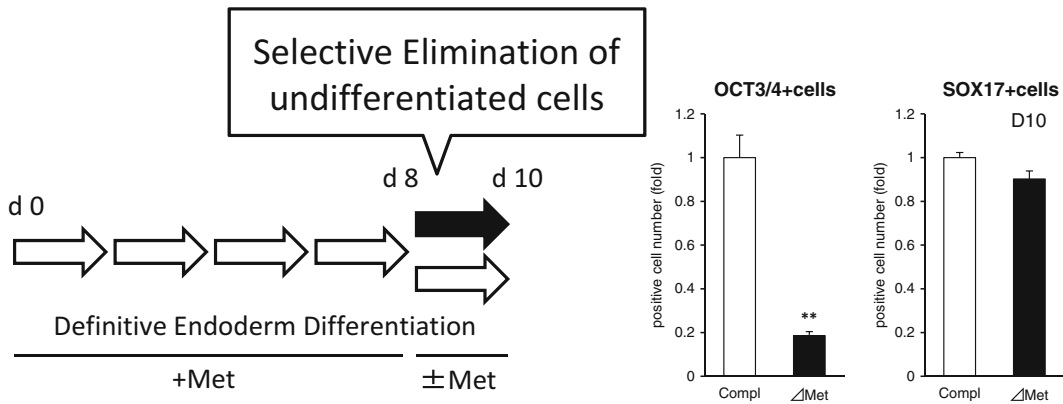 Selective Elimination of
undifferentiated cells
d 0
d 8
d 10
Definitive Endoderm Differentiation
+Met
±Met
OCT3/4+cells
positive cell number (fold)
1.2
1
0.8
0.6
0.4
0.2
0
**
Compl
⊿Met
SOX17+cells
D10
positive cell number (fold)
1.2
1
0.8
0.6
0.4
0.2
0
Compl
⊿Met